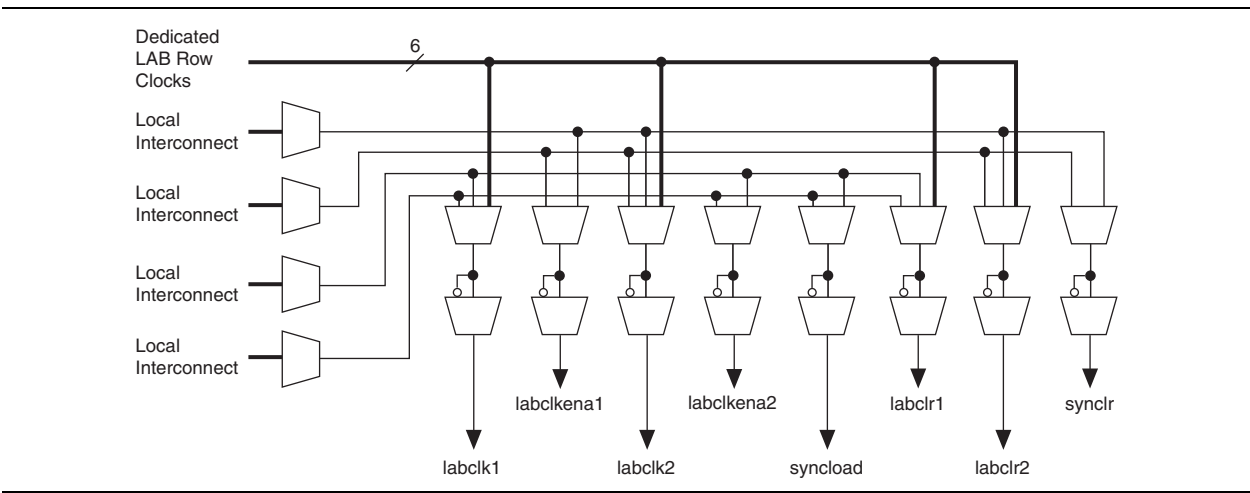 Dedicated
LAB Row
Clocks
6
Local
Interconnect
Local
Interconnect
Local
Interconnect
Local
Interconnect
labclkena1
labclkena2
labclr1
synclr
labclk1
labclk2
syncload
labclr2